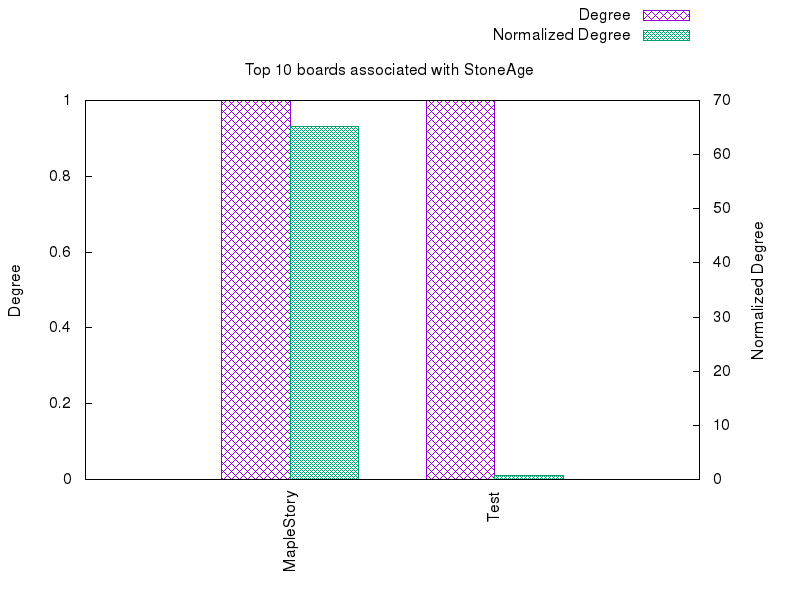 Degree
Normalized Degree
Top 10 boards associated with StoneAge
1
0.8
0.6
0.4
0.2
0
Degree
70
60
50
40
30
20
10
0
Normalized Degree
MapleStory
Test